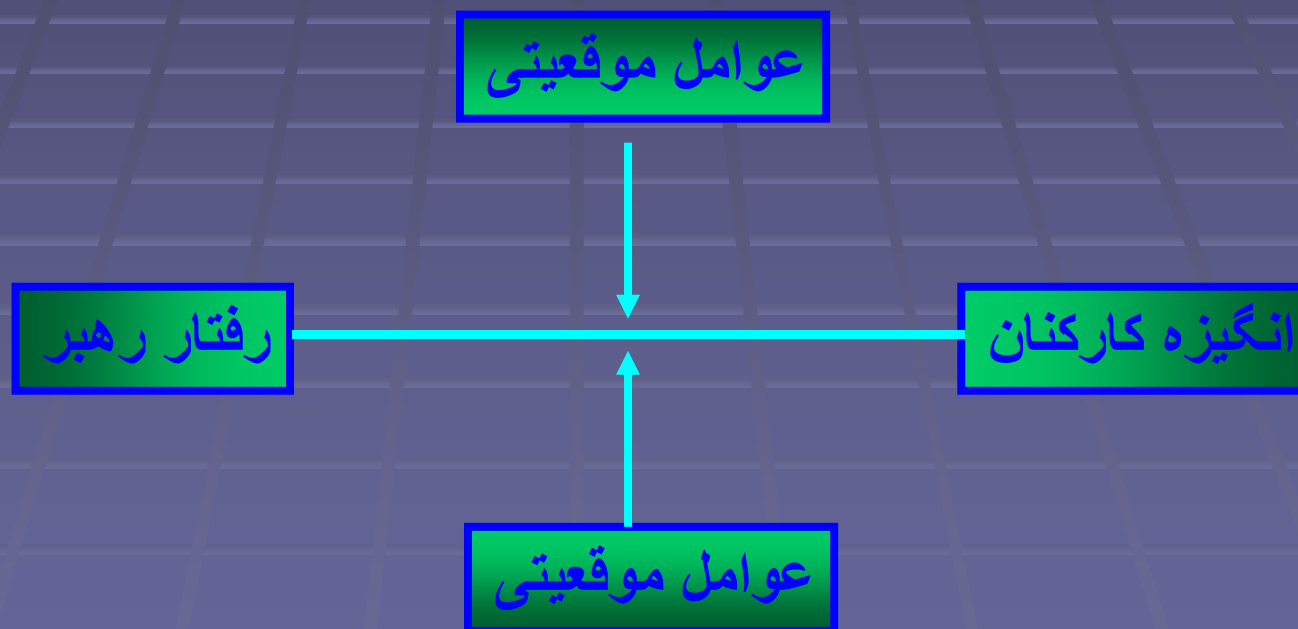 عوامل موقعیتی
انگیزه کارکنان
رفتار رهبر
عوامل موقعیتی